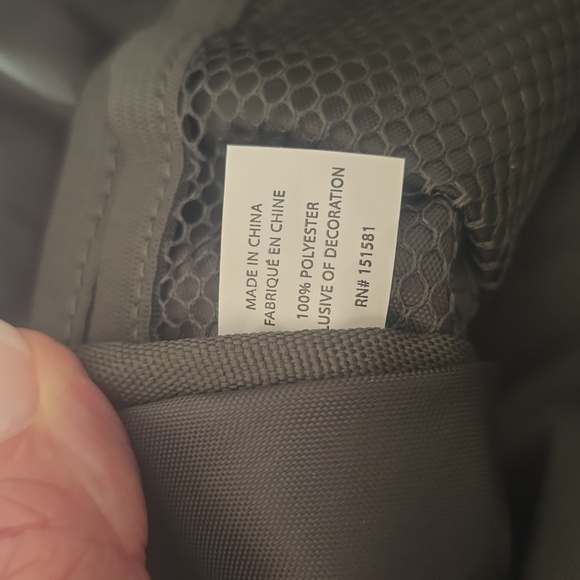 MADE IN CHINA
FABRIQUÉ EN CHINE
100% POLYESTER
LUSIVE OF DECORATION
RN# 151581